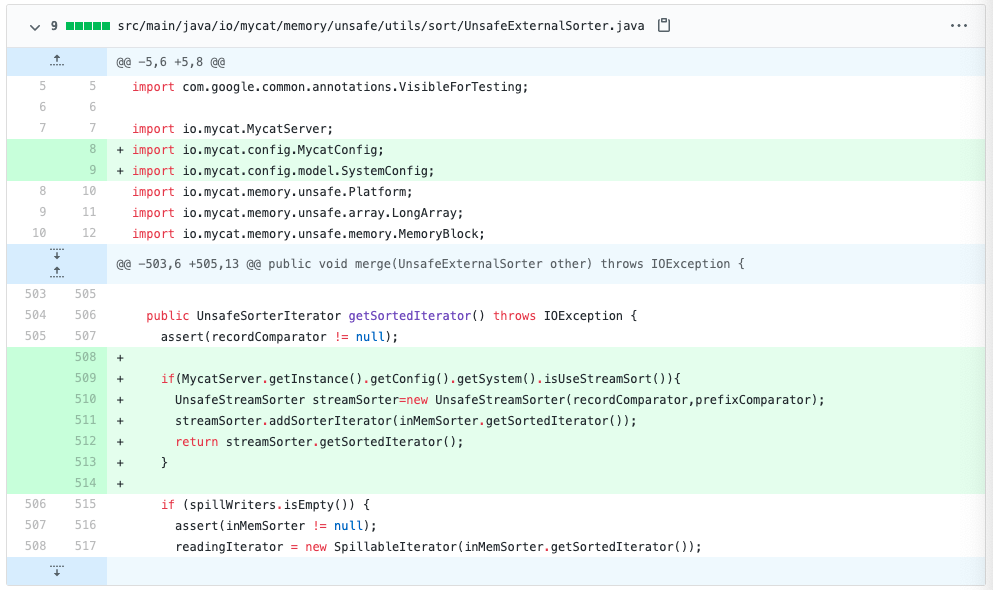 9 src/main/java/io/mycat/memory/unsafe/utils/sort/UnsafeExternalSorter.java ...
@@ -5,6 +5,8 @@
5 5 import com.google.common.annotations.VisibleForTesting;
6 6
7 7 import io.mycat.MycatServer;
8 + import io.mycat.config.MycatConfig;
9 + import io.mycat.config.model.SystemConfig;
8 10 import io.mycat.memory.unsafe.Platform;
9 11 import io.mycat.memory.unsafe.array.LongArray;
10 12 import io.mycat.memory.unsafe.memory.MemoryBlock;
@@ -503,6 +505,13 @@ public void merge(UnsafeExternalSorter other) throws IOException {
503 505
504 506 public UnsafeSorterIterator getSortedIterator() throws IOException {
505 507 assert(recordComparator != null);
508 +
509 + if(MycatServer.getInstance().getConfig().getSystem().isUseStreamSort()){
510 + UnsafeStreamSorter streamSorter=new UnsafeStreamSorter(recordComparator,prefixComparator);
511 + streamSorter.addSorterIterator(inMemSorter.getSortedIterator());
512 + return streamSorter.getSortedIterator();
513 + }
514 +
506 515 if (spillWriters.isEmpty()) {
507 516 assert(inMemSorter != null);
508 517 readingIterator = new SpillableIterator(inMemSorter.getSortedIterator());